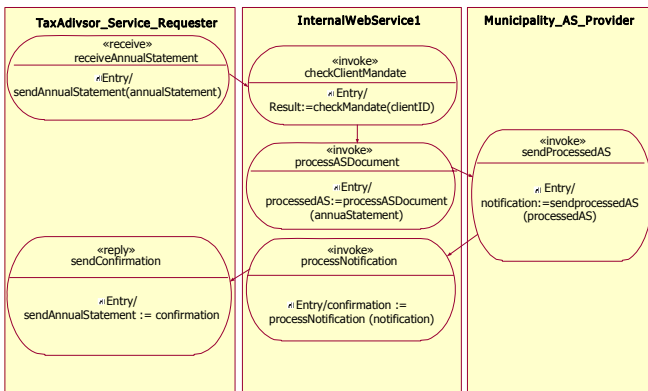 TaxAdivsor_Service_Requester
«receive»
receiveAnnualStatement
Entry/
sendAnnualStatement(annualStatement)
«reply»
sendConfirmation
Entry/
sendAnnualStatement := confirmation
InternalWebService1
«invoke»
checkClientMandate
Entry/
Result:=checkMandate(clientID)
«invoke»
processASDocument
Entry/
processedAS:=processASDocument
(annuaStatement)
«invoke»
processNotification
Entry/confirmation :=
processNotification (notification)
Municipality_AS_Provider
«invoke»
sendProcessedAS
Entry/
notification:=sendprocessedAS
(processedAS)